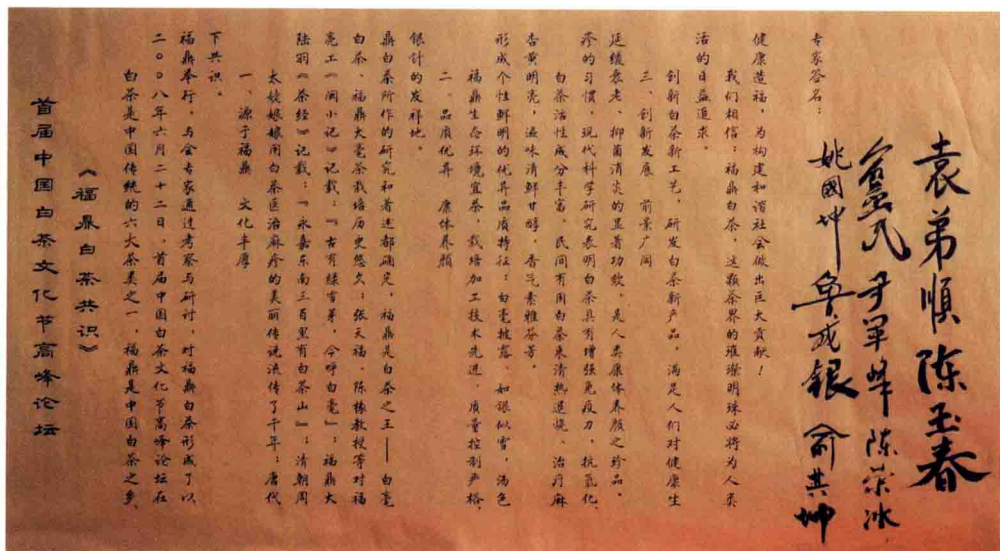 首届中国白茶文化节高峰论坛
《福鼎白茶共识》
白茶是中国传统的六大茶类之一,福鼎是中国白茶之乡。
二〇〇八年六月二十二日,首届中国白茶文化节高峰论坛在
福鼎举行,与会专家通过考察与研讨,对福鼎白茶形成了以
下共识。
一 源于福鼎 文化丰厚
太姥娘娘用白茶医治麻疹的美丽传说流传了千年;唐代
陆羽《茶经》记载:『永嘉东南三百里有白茶山』;清朝周
亮工《闽小记》记载:『古有绿雪芽,今呼白毫』;福鼎大
白茶、福鼎大毫茶栽培历史悠久;张天福、陈椽教授等对福
鼎白茶所作的研究和著述都确定,福鼎是白茶之王——白毫
银针的发祥地。
二 品质优异 康体养颜
福鼎生态环境宜茶,栽培加工技术先进,质量控制严格,
形成个性鲜明的优异品质特征:白毫披露、如银似雪,汤色
杏黄明亮,滋味清鲜甘醇,香气素雅芬芳。
白茶活性成分丰富,民间有用白茶来清热退烧、治疗麻
疹的习惯,现代科学研究表明白茶具有增强免疫力,抗氧化、
延缓衰老、抑菌消炎的显著功效,是人类康体养颜之珍品。
三 创新发展 前景广阔
创新白茶新工艺,研发白茶新产品,满足人们对健康生
活的日益追求。
我们相信:福鼎白茶,这颗茶界的璀璨明珠必将为人类
健康造福,为构建和谐社会做出巨大贡献!
专家签名:
姚國坤 鲁成银 俞其坤
陈崇冰
袁弟順 陈玉春